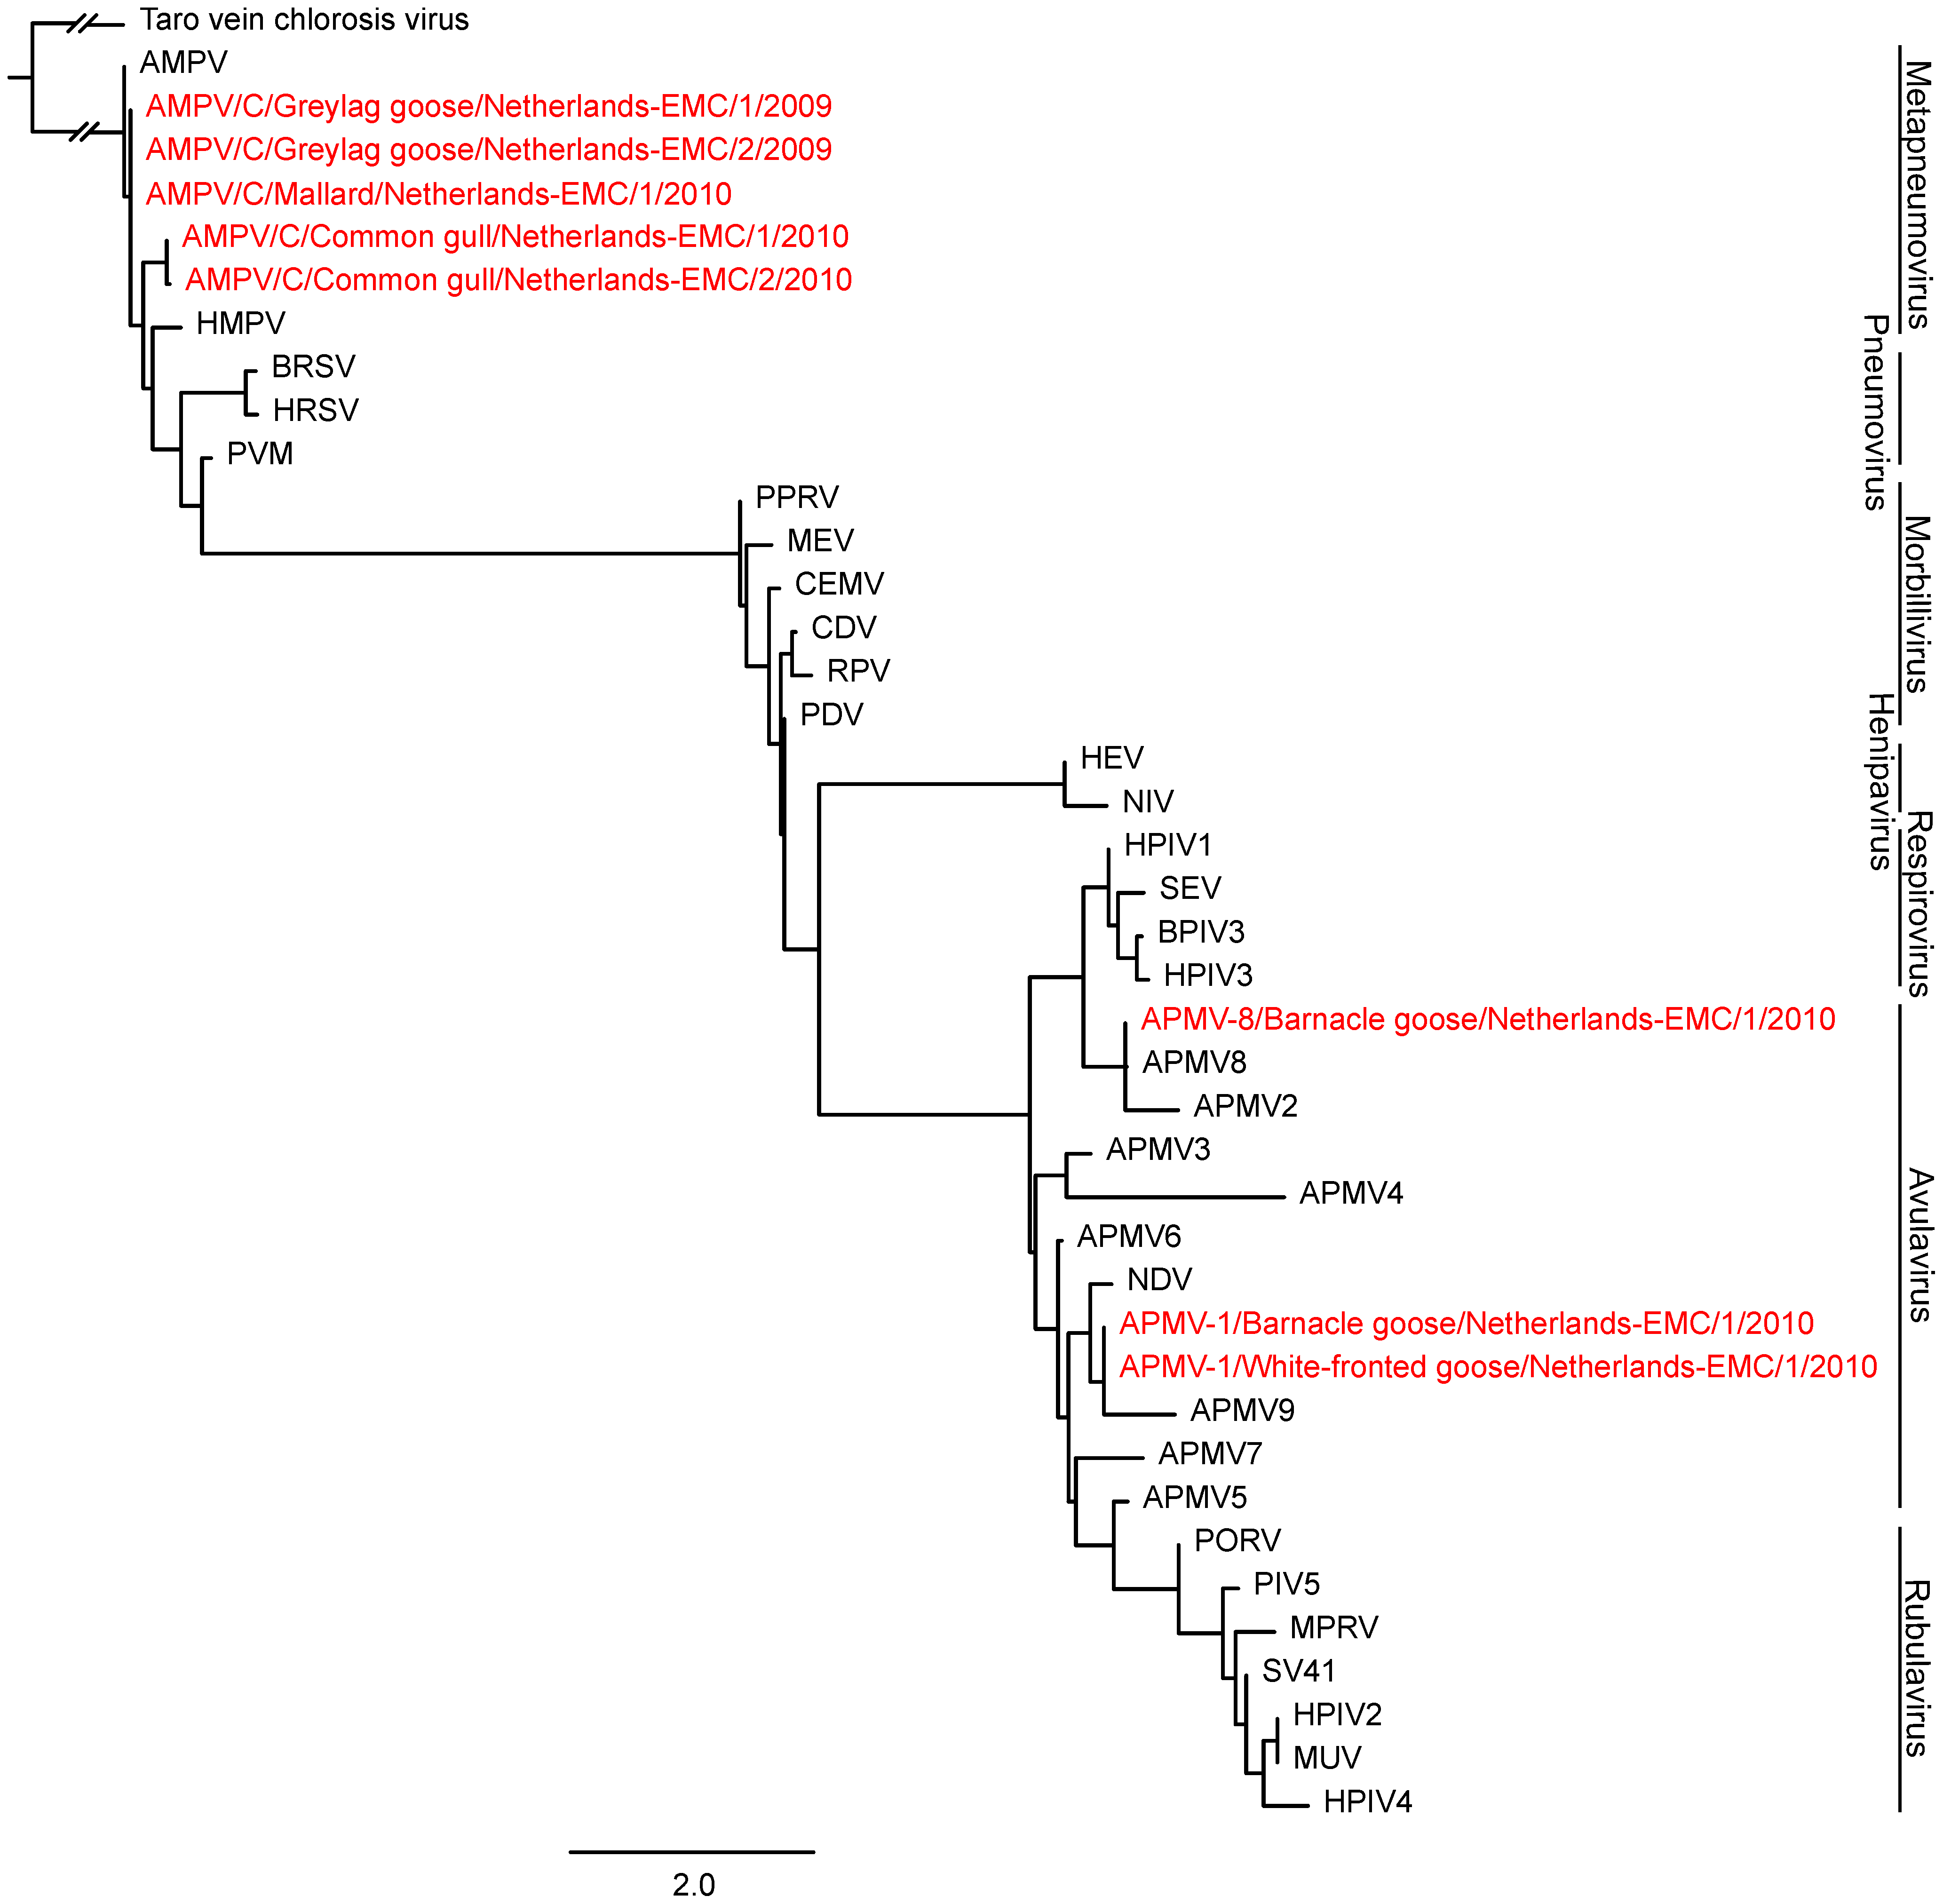 Taro vein chlorosis virus
AMPV
AMPV/C/Greylag goose/Netherlands-EMC/1/2009
AMPV/C/Greylag goose/Netherlands-EMC/2/2009
AMPV/C/Mallard/Netherlands-EMC/1/2010
AMPV/C/Common gull/Netherlands-EMC/1/2010
AMPV/C/Common gull/Netherlands-EMC/2/2010
HMPV
BRSV
HRSV
PVM
PPRV
MEV
CEMV
CDV
RPV
PDV
HEV
NIV
HPIV1
SEV
BPIV3
HPIV3
APMV-8/Barnacle goose/Netherlands-EMC/1/2010
APMV8
APMV2
APMV3
APMV4
APMV6
NDV
APMV-1/Barnacle goose/Netherlands-EMC/1/2010
APMV-1/White-fronted goose/Netherlands-EMC/1/2010
APMV9
APMV7
APMV5
PORV
PIV5
MPRV
SV41
HPIV2
MUV
HPIV4
2.0
Metapneumovirus
Pneumovirus
Morbillivirus
Henipavirus
Respirovirus
Avulavirus
Rubulavirus